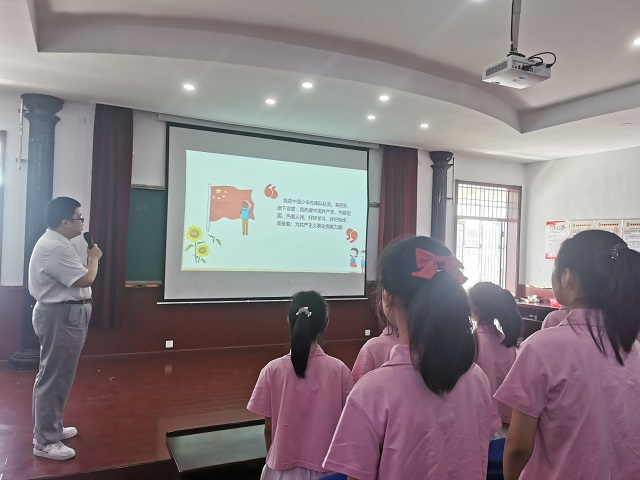 我是中国少年先锋队队员。我在队
旗下宣誓：我热爱中国共产党，热爱祖
国，热爱人民，好好学习，好好锻炼，
准备着：为共产主义事业贡献力量!